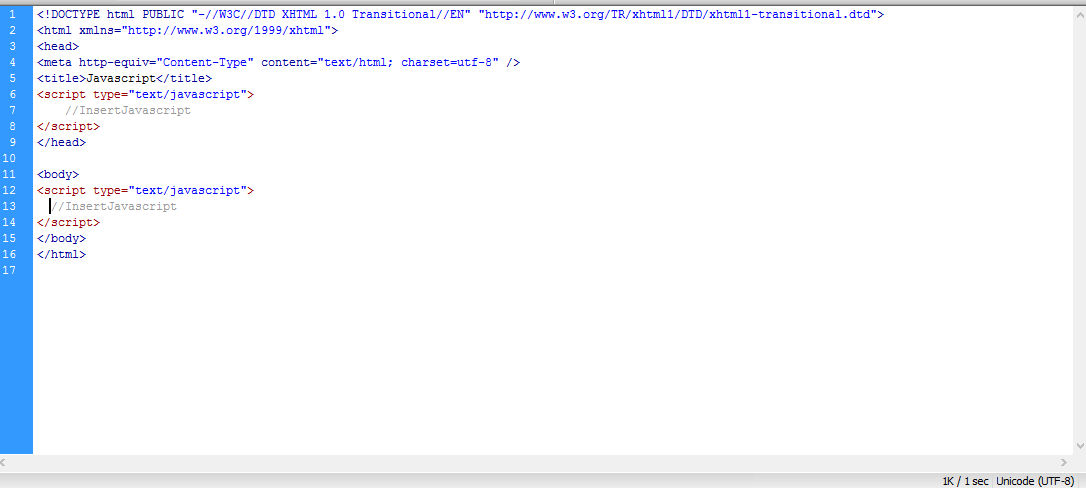 1 <!DOCTYPE html PUBLIC "-//W3C//DTD XHTML 1.0 Transitional//EN" "http://www.w3.org/TR/xhtml1/DTD/xhtml1-transitional.dtd">
2 <html xmlns="http://www.w3.org/1999/xhtml">
3 <head>
4 <meta http-equiv="Content-Type" content="text/html; charset=utf-8" />
5 <title>Javascript</title>
6 <script type="text/javascript">
7     //InsertJavascript
8 </script>
9 </head>
10
11 <body>
12 <script type="text/javascript">
13   //InsertJavascript
14 </script>
15 </body>
16 </html>
17
1K / 1 sec Unicode (UTF-8)